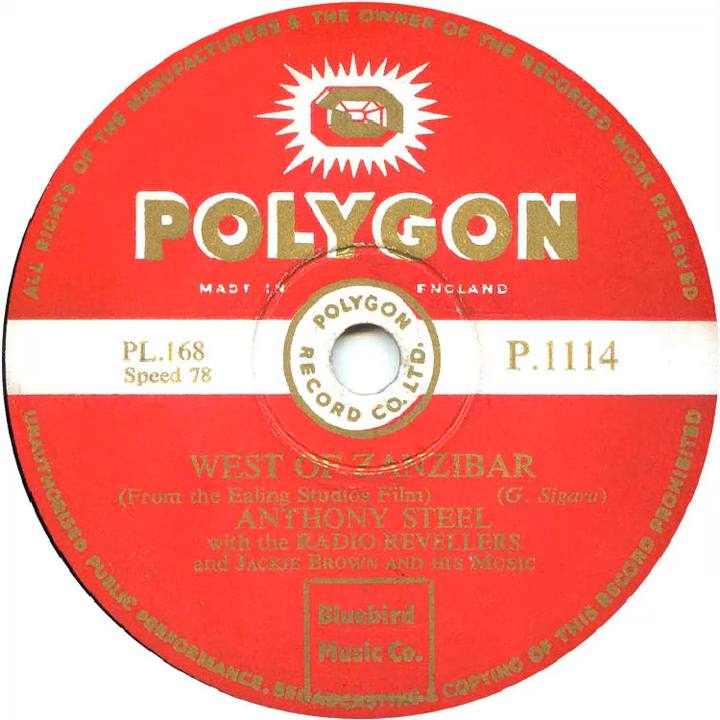 ALL RIGHTS OF THE MANUFACTURERS & THE OWNER OF THE RECORDED WORK RESERVED
POLYGON
MADE IN ENGLAND
POLYGON RECORD CO. LTD.
PL.168
Speed 78
P.1114
WEST OF ZANZIBAR
(From the Ealing Studios Film) (G. Sigara)
ANTHONY STEEL
with the RADIO REVELLERS
and JACKIE BROWN AND HIS MUSIC
Bluebird
Music Co.
UNAUTHORISED PUBLIC PERFORMANCE, BROADCASTING & COPYING OF THIS RECORD PROHIBITED